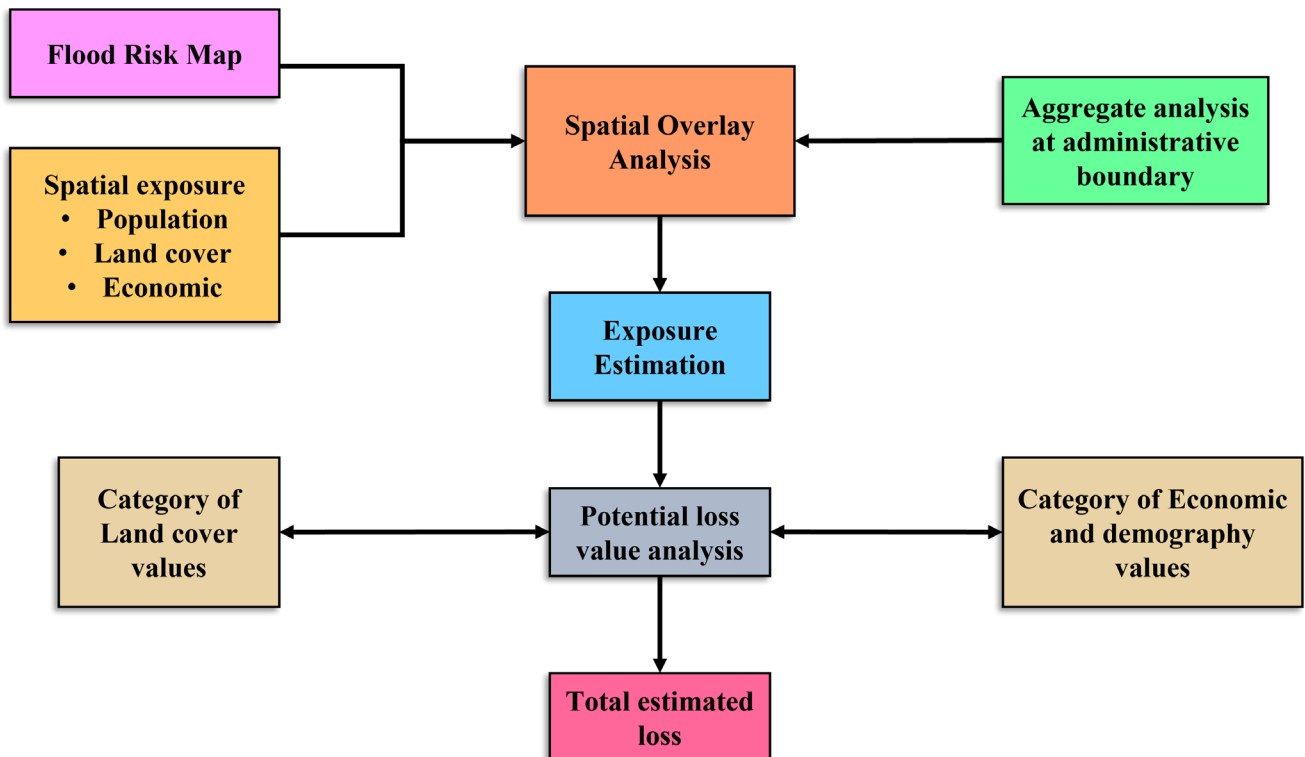 Flood Risk Map
Spatial exposure
• Population
• Land cover
• Economic
Spatial Overlay
Analysis
Aggregate analysis
at administrative
boundary
Exposure
Estimation
Category of
Land cover
values
Potential loss
value analysis
Category of Economic
and demography
values
Total estimated
loss